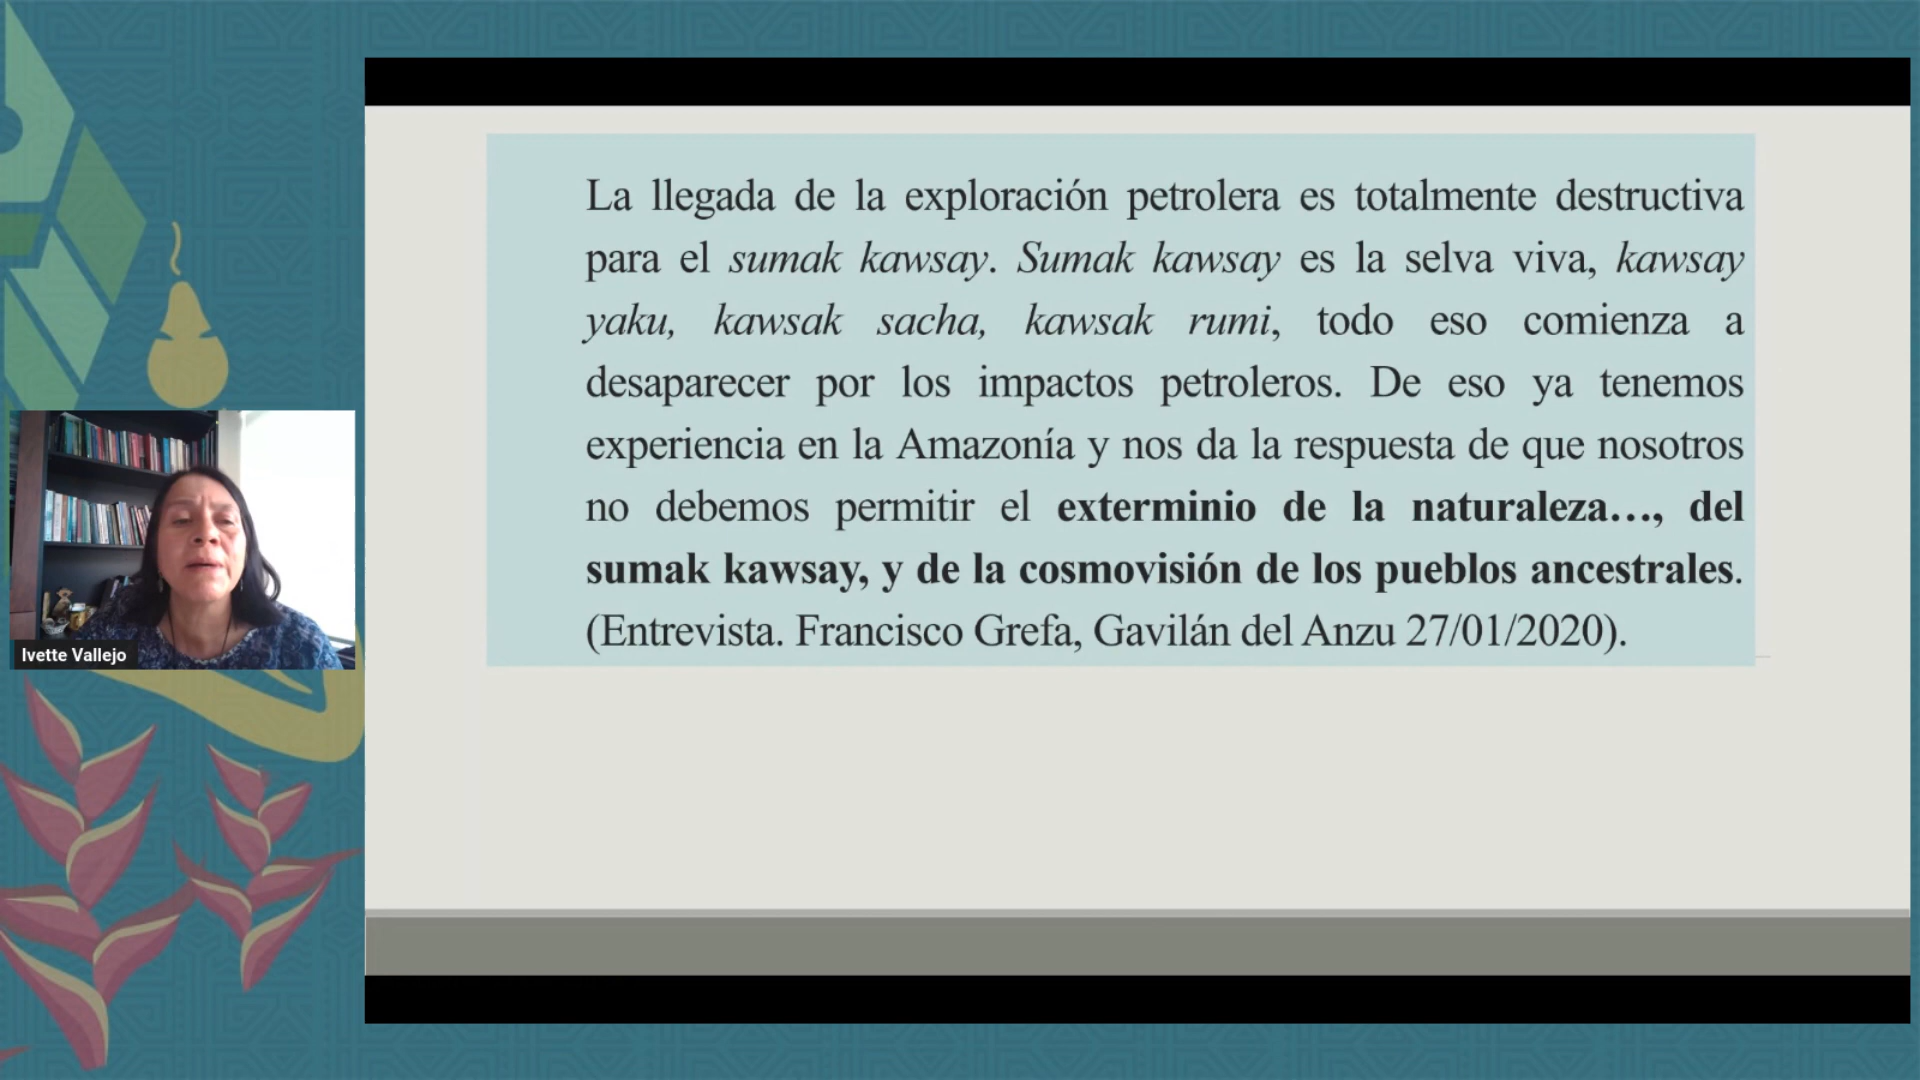 La llegada de la exploración petrolera es totalmente destructiva
para el sumak kawsay. Sumak kawsay es la selva viva, kawsay
yaku, kawsak sacha, kawsak rumi, todo eso comienza a
desaparecer por los impactos petroleros. De eso ya tenemos
experiencia en la Amazonía y nos da la respuesta de que nosotros
no debemos permitir el exterminio de la naturaleza…, del
sumak kawsay, y de la cosmovisión de los pueblos ancestrales.
(Entrevista. Francisco Grefa, Gavilán del Anzu 27/01/2020).
Ivette Vallejo